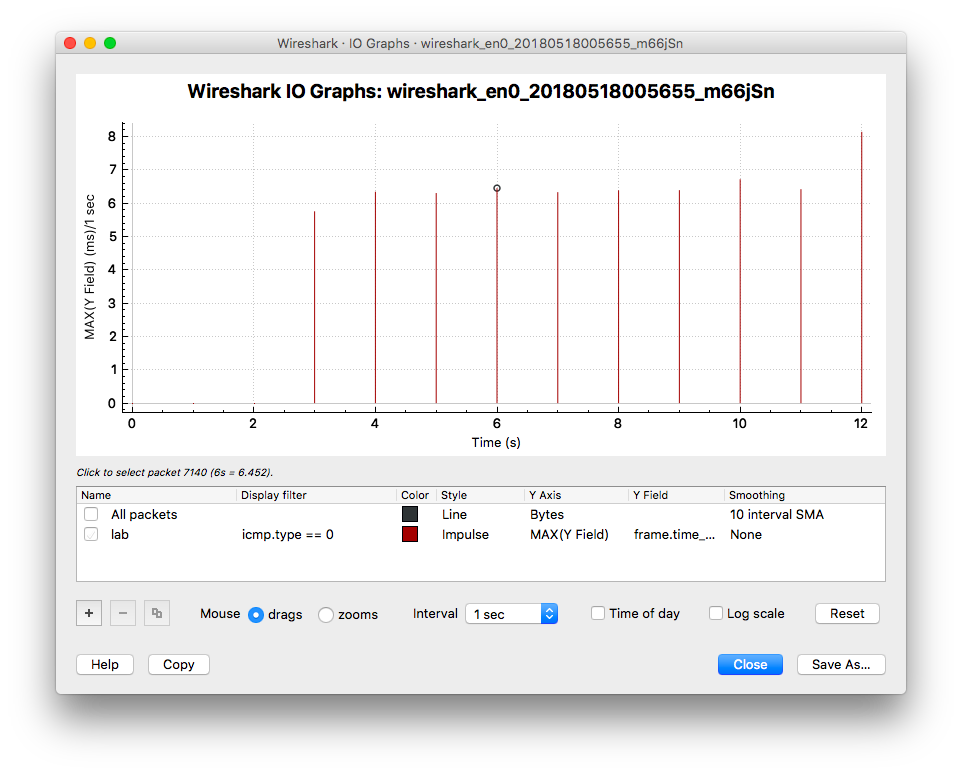 Wireshark · IO Graphs · wireshark_en0_20180518005655_m66jSn
Wireshark IO Graphs: wireshark_en0_20180518005655_m66jSn
MAX(Y Field) (ms)/1 sec
8
7
6
5
4
3
2
1
0
0 2 4 6 8 10 12
Time (s)
Click to select packet 7140 (6s = 6.452).
Name Display filter Color Style Y Axis Y Field Smoothing
All packets Line Bytes 10 interval SMA
lab icmp.type == 0 Impulse MAX(Y Field) frame.time_... None
+ − Mouse drags zooms Interval 1 sec Time of day Log scale Reset
Help Copy Close Save As...